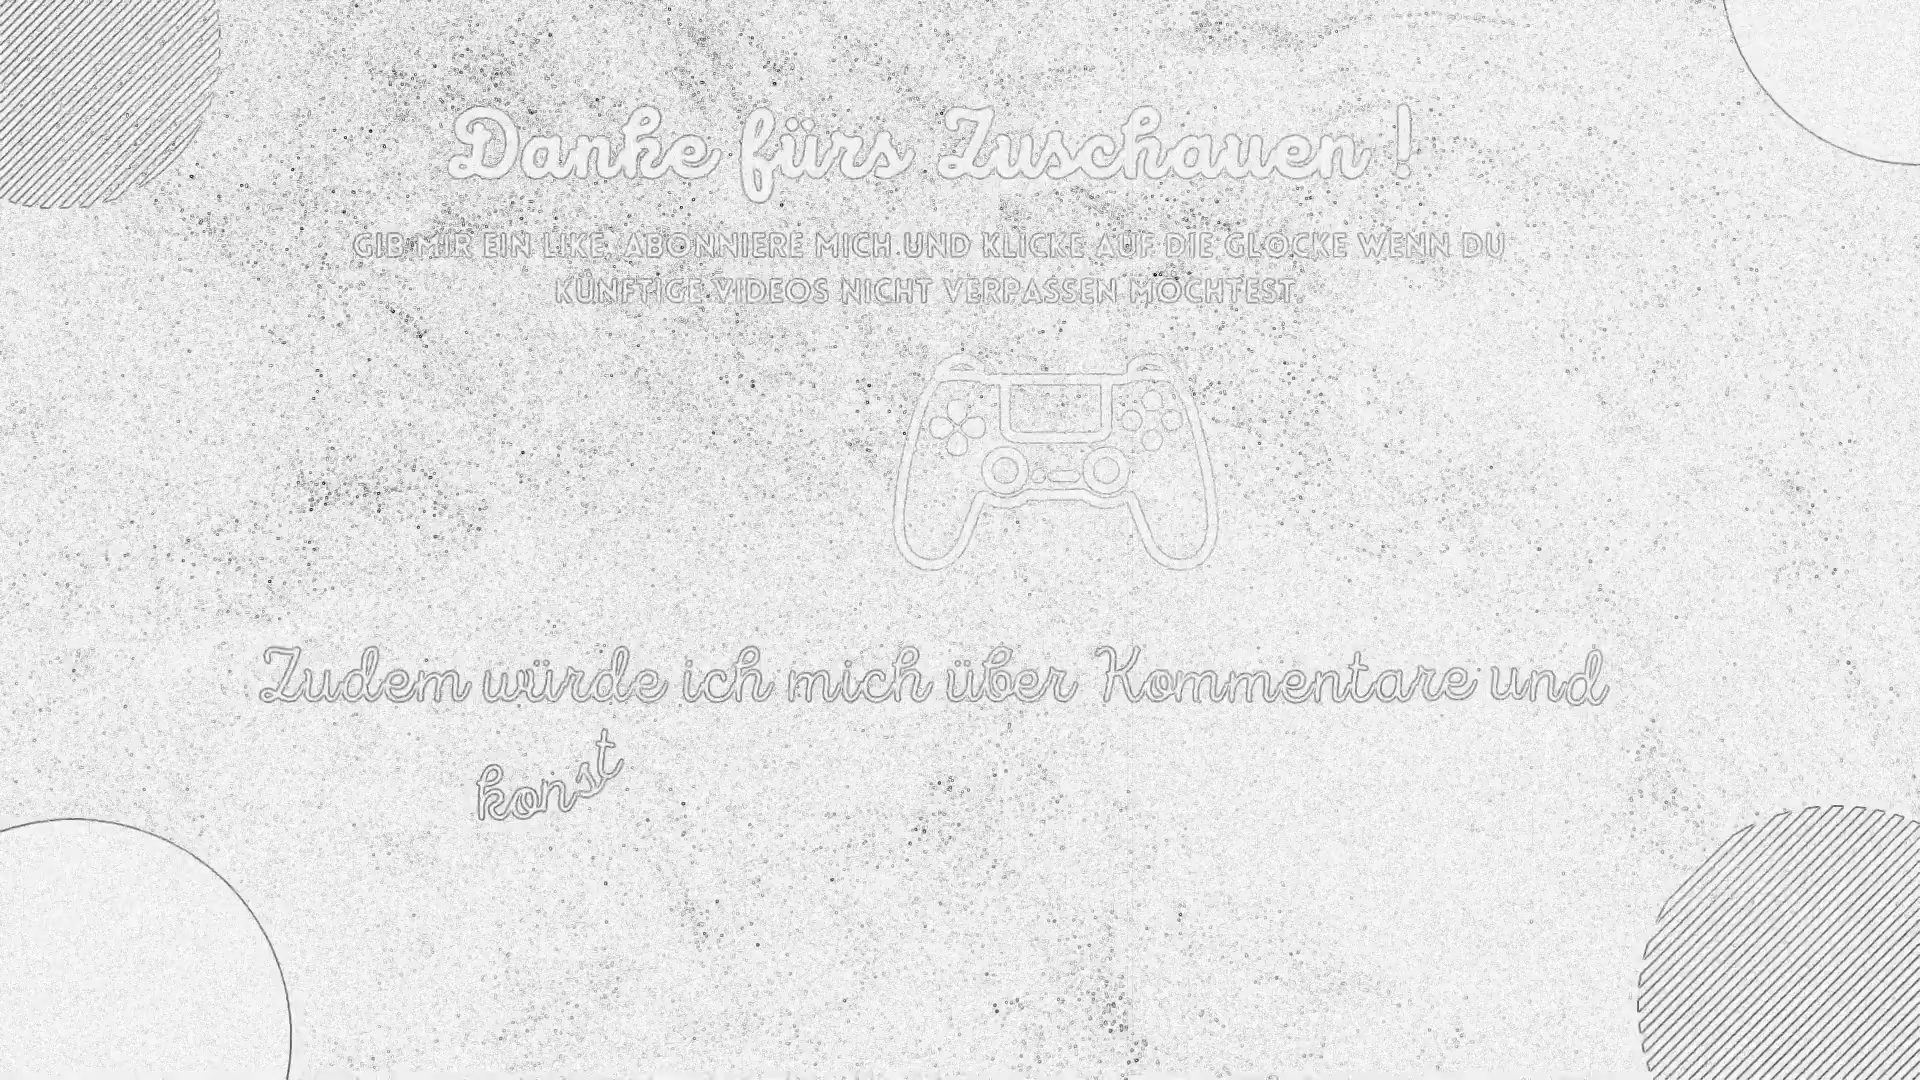 Danke fürs Zuschauen !
GIB MIR EIN LIKE, ABONNIERE MICH UND KLICKE AUF DIE GLOCKE WENN DU
KÜNFTIGE VIDEOS NICHT VERPASSEN MÖCHTEST.
Zudem würde ich mich über Kommentare und
konst